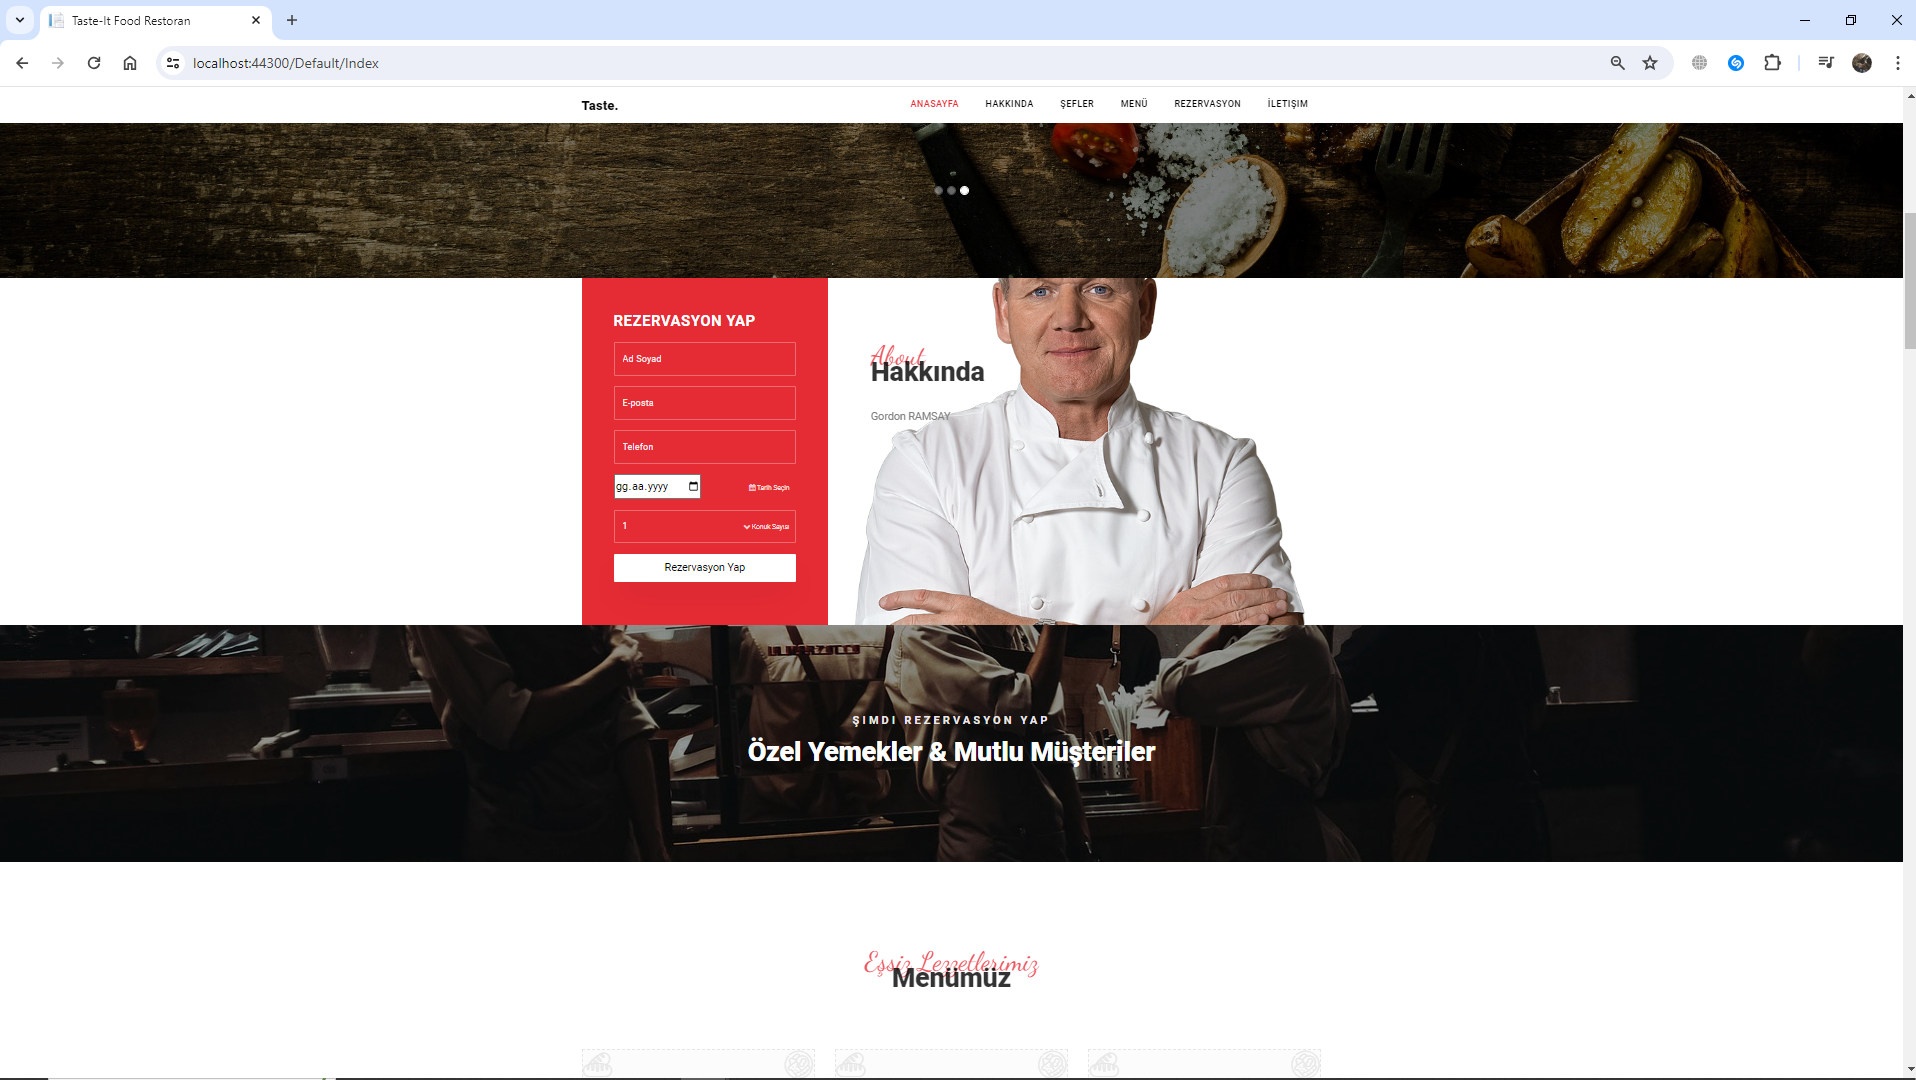 Taste-It Food Restoran
localhost:44300/Default/Index
Taste.
ANASAYFA
HAKKINDA
ŞEFLER
MENÜ
REZERVASYON
İLETIŞIM
REZERVASYON YAP
Ad Soyad
E-posta
Telefon
gg.aa.yyyy
Tarih Seçin
1
Konuk Sayısı
Rezervasyon Yap
About
Hakkında
Gordon RAMSAY
ŞIMDI REZERVASYON YAP
Özel Yemekler & Mutlu Müşteriler
Eşsiz Lezzetlerimiz
Menümüz